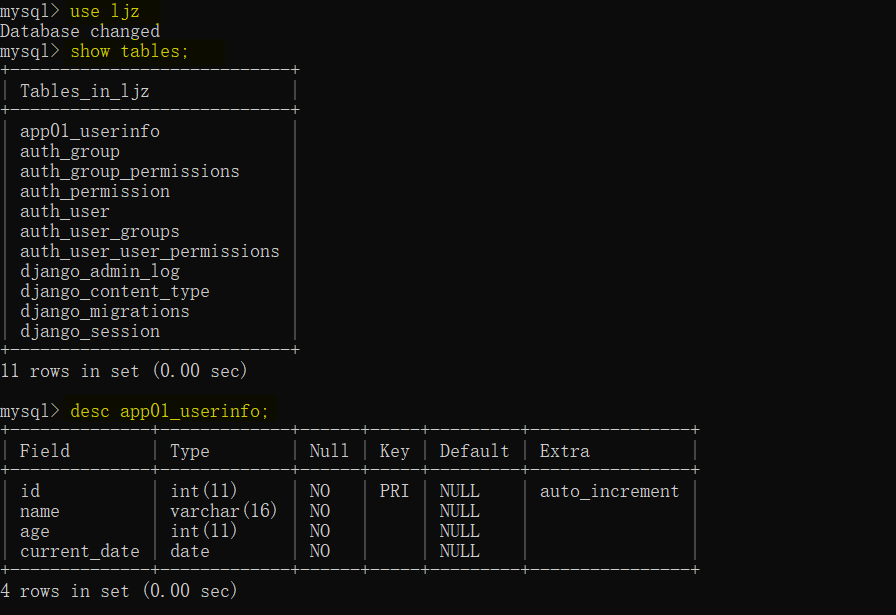 mysql> use ljz
Database changed
mysql> show tables;
+----------------------------+
| Tables_in_ljz              |
+----------------------------+
| app01_userinfo             |
| auth_group                 |
| auth_group_permissions     |
| auth_permission            |
| auth_user                  |
| auth_user_groups           |
| auth_user_user_permissions |
| django_admin_log           |
| django_content_type        |
| django_migrations          |
| django_session             |
+----------------------------+
11 rows in set (0.00 sec)
mysql> desc app01_userinfo;
+--------------+-------------+------+-----+---------+----------------+
| Field        | Type        | Null | Key | Default | Extra          |
+--------------+-------------+------+-----+---------+----------------+
| id           | int(11)     | NO   | PRI | NULL    | auto_increment |
| name         | varchar(16) | NO   |     | NULL    |                |
| age          | int(11)     | NO   |     | NULL    |                |
| current_date | date        | NO   |     | NULL    |                |
+--------------+-------------+------+-----+---------+----------------+
4 rows in set (0.00 sec)